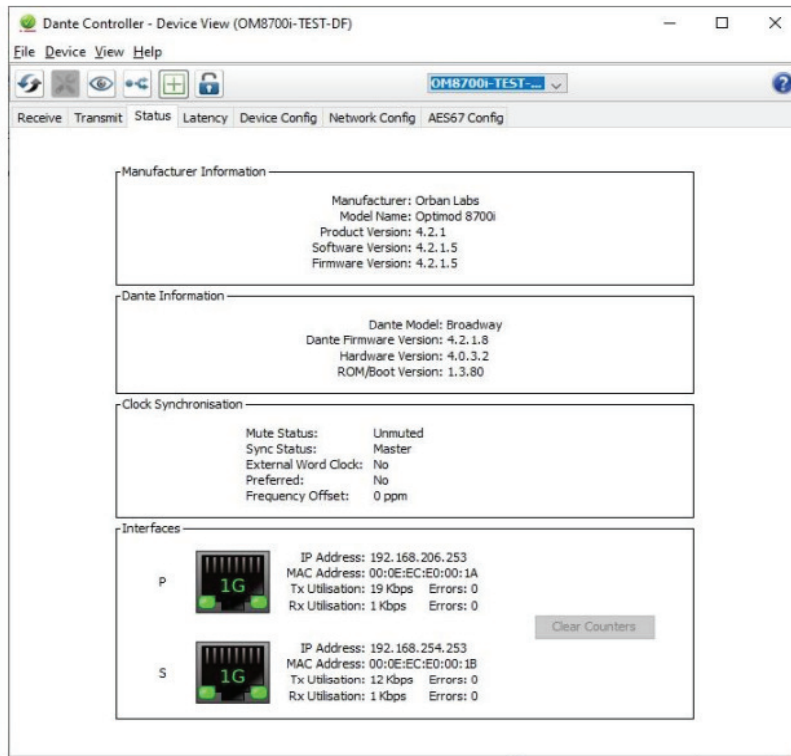 Dante Controller - Device View (OM8700i-TEST-DF)
File Device View Help
OM8700i-TEST-...
Receive Transmit Status Latency Device Config Network Config AES67 Config
Manufacturer Information
Manufacturer: Orban Labs
Model Name: Optimod 8700i
Product Version: 4.2.1
Software Version: 4.2.1.5
Firmware Version: 4.2.1.5
Dante Information
Dante Model: Broadway
Dante Firmware Version: 4.2.1.8
Hardware Version: 4.0.3.2
ROM/Boot Version: 1.3.80
Clock Synchronisation
Mute Status: Unmuted
Sync Status: Master
External Word Clock: No
Preferred: No
Frequency Offset: 0 ppm
Interfaces
P
1G
IP Address: 192.168.206.253
MAC Address: 00:0E:EC:E0:00:1A
Tx Utilisation: 19 Kbps Errors: 0
Rx Utilisation: 1 Kbps Errors: 0
Clear Counters
S
1G
IP Address: 192.168.254.253
MAC Address: 00:0E:EC:E0:00:1B
Tx Utilisation: 12 Kbps Errors: 0
Rx Utilisation: 1 Kbps Errors: 0